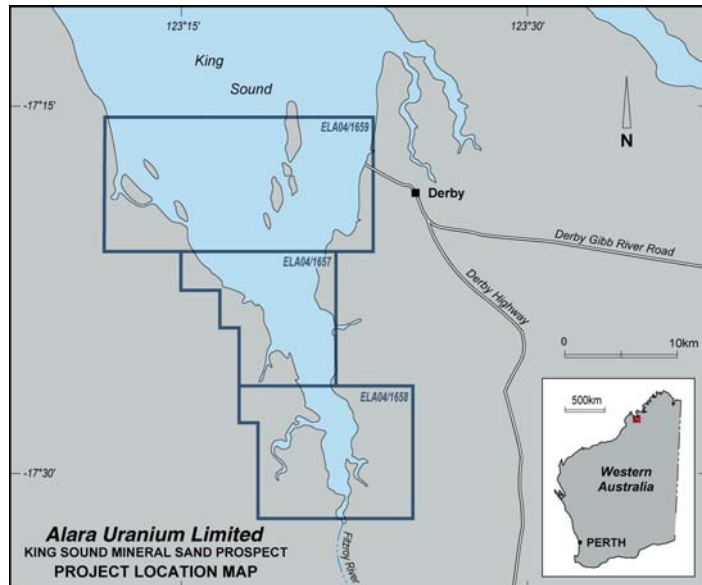 123°15'
123°30'
King
Sound
-17°15'
ELA04/1659
N
Derby
Derby Gibb River Road
ELA04/1657
Derby Highway
0 10km
ELA04/1658
500km
Western
Australia
PERTH
-17°30'
Fitzroy River
Alara Uranium Limited
KING SOUND MINERAL SAND PROSPECT
PROJECT LOCATION MAP